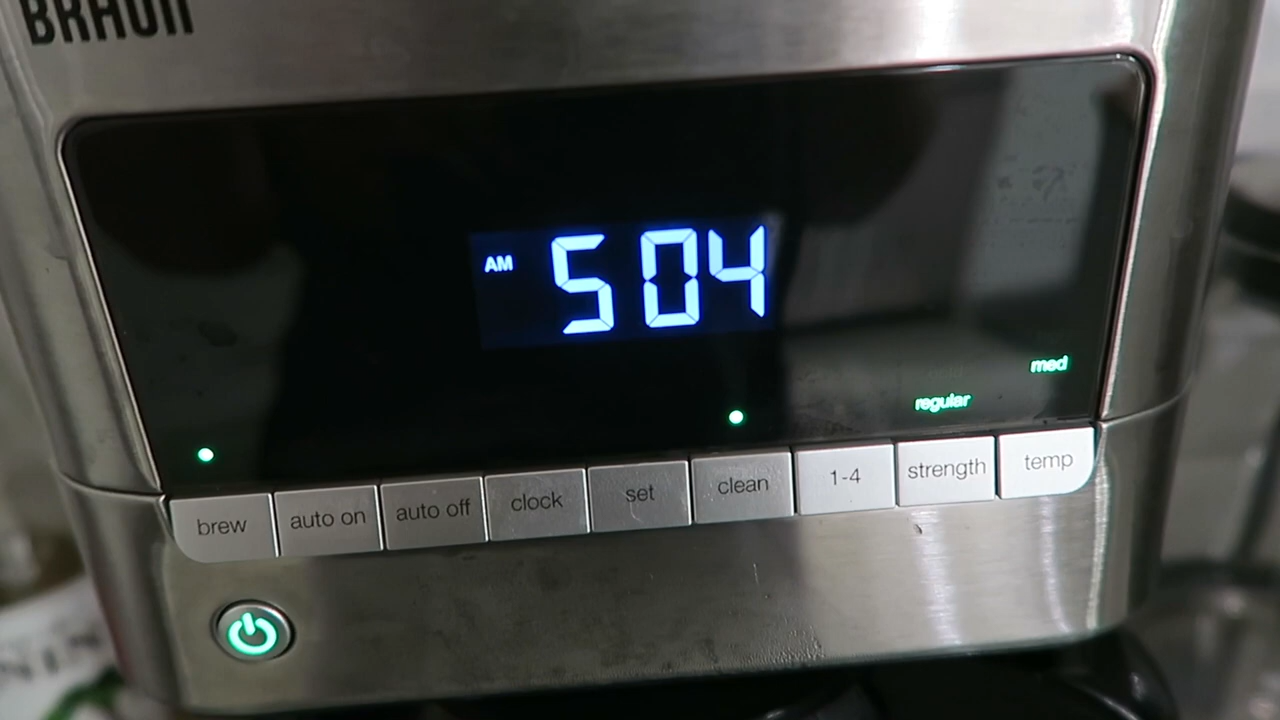 BRAUN
AM 504
med
regular
brew auto on auto off clock set clean 1-4 strength temp